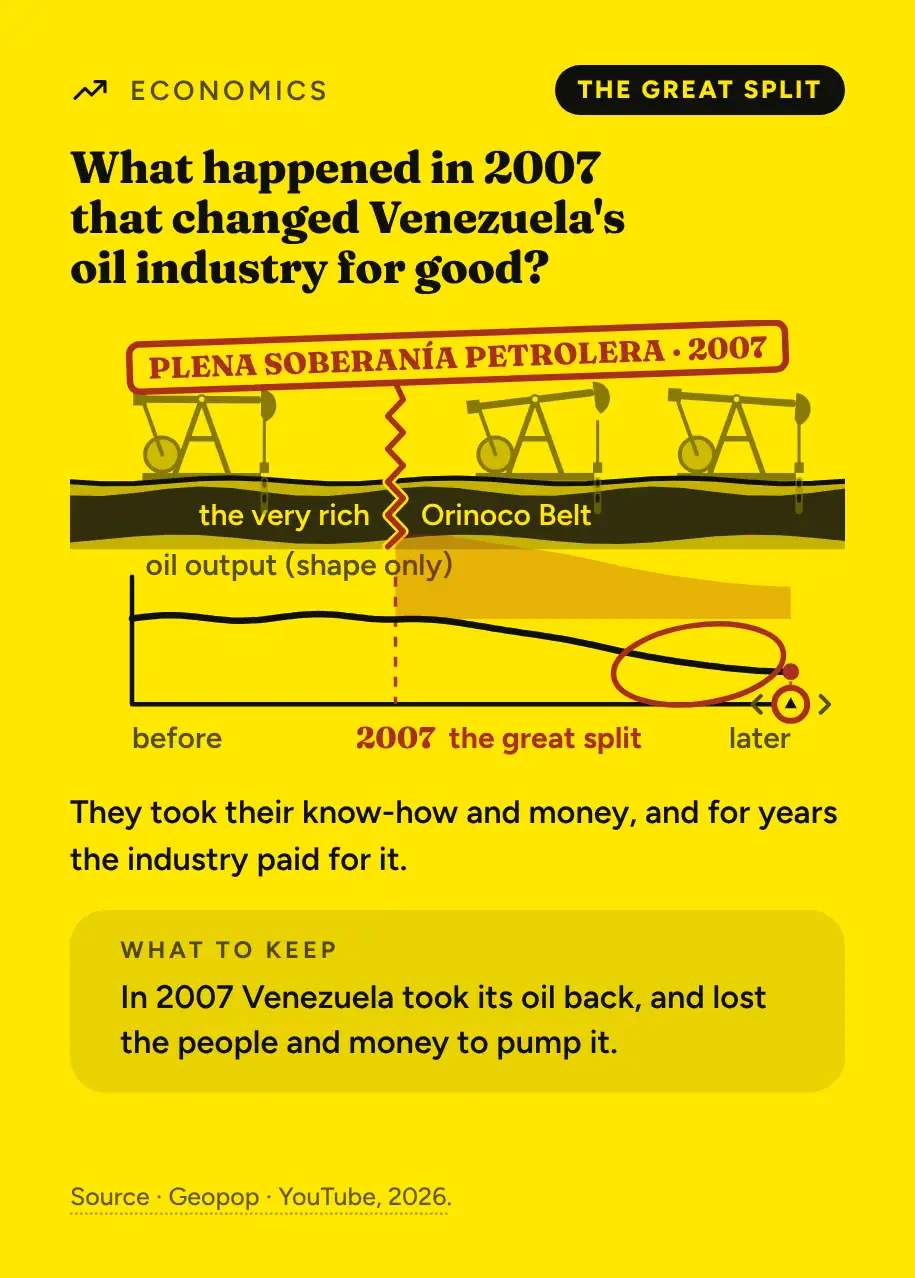 ECONOMICS
THE GREAT SPLIT
What happened in 2007
that changed Venezuela's
oil industry for good?
PLENA SOBERANÍA PETROLERA · 2007
the very rich Orinoco Belt
oil output (shape only)
before 2007 the great split later
They took their know-how and money, and for years
the industry paid for it.
WHAT TO KEEP
In 2007 Venezuela took its oil back, and lost
the people and money to pump it.
Source · Geopop · YouTube, 2026.